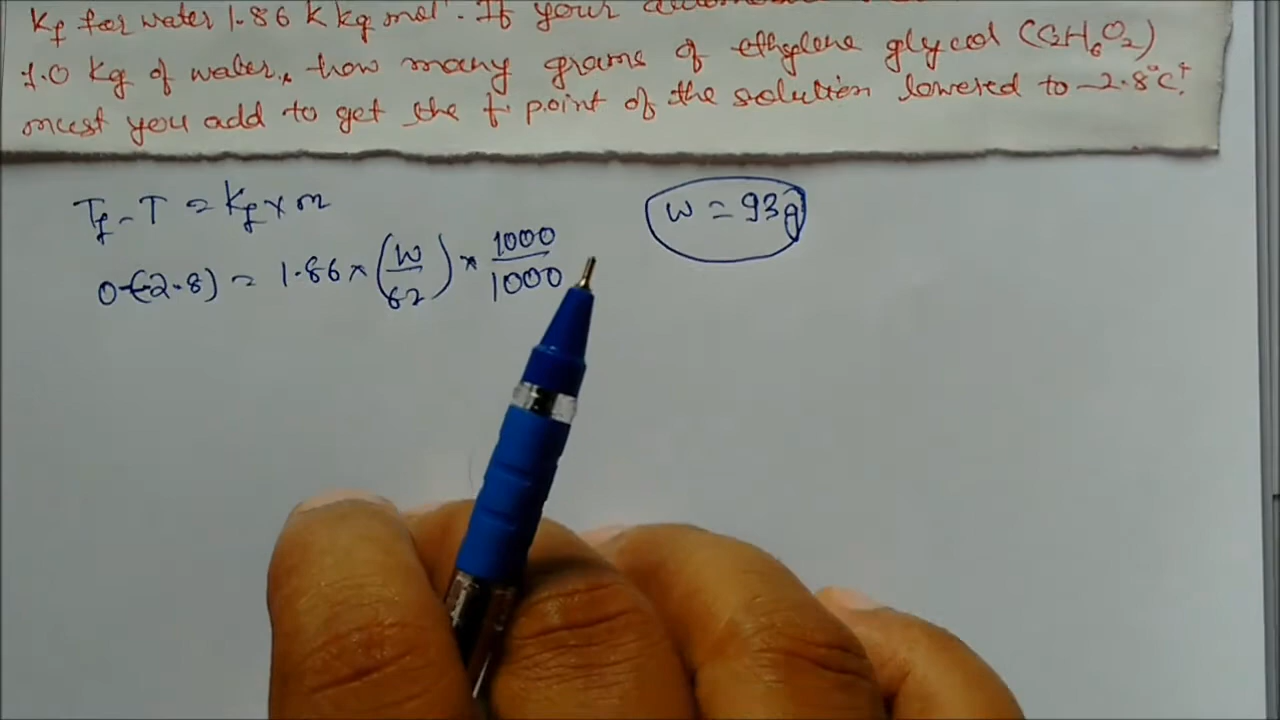 Kf for water 1.86 K kg mol⁻¹. If your
1.0 kg of water, how many grams of ethylene glycol (C2H6O2)
must you add to get the f. point of the solution lowered to -2.8°C?
Tf - T = Kf × m
w = 93g
0-(-2.8) = 1.86 × (w/62) × 1000/1000